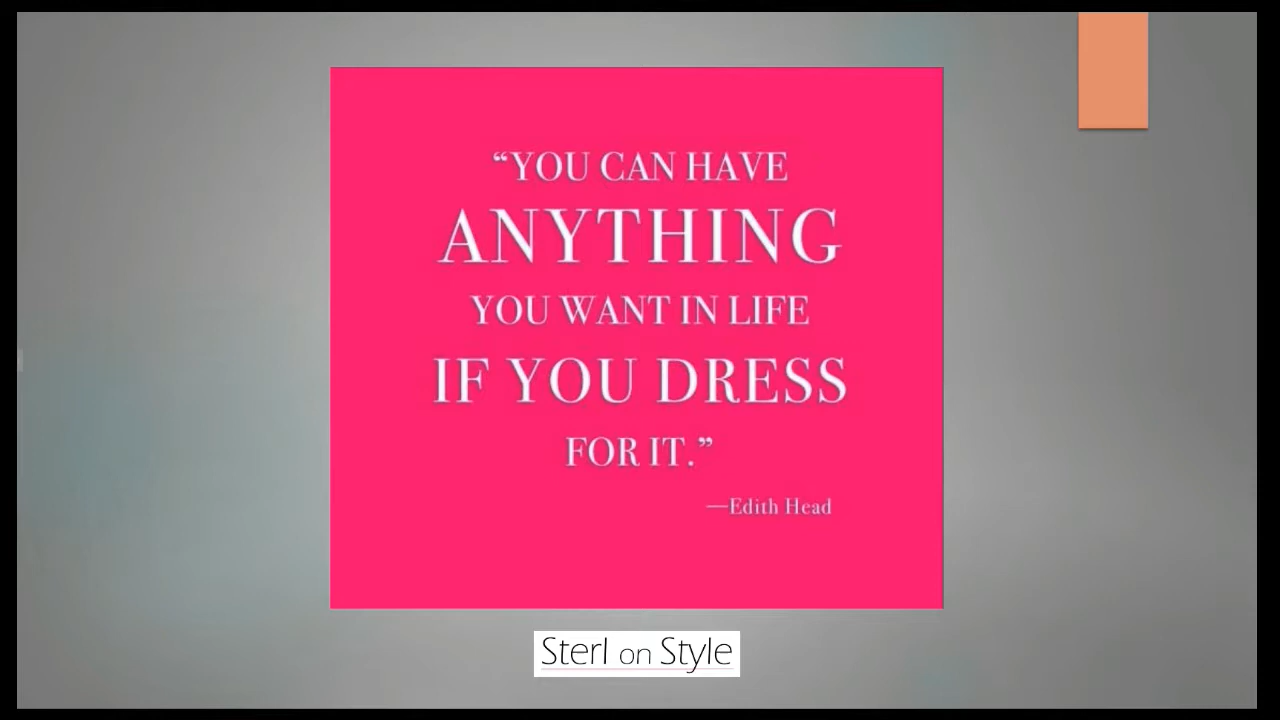 “YOU CAN HAVE
ANYTHING
YOU WANT IN LIFE
IF YOU DRESS
FOR IT.”
—Edith Head
Sterl on Style